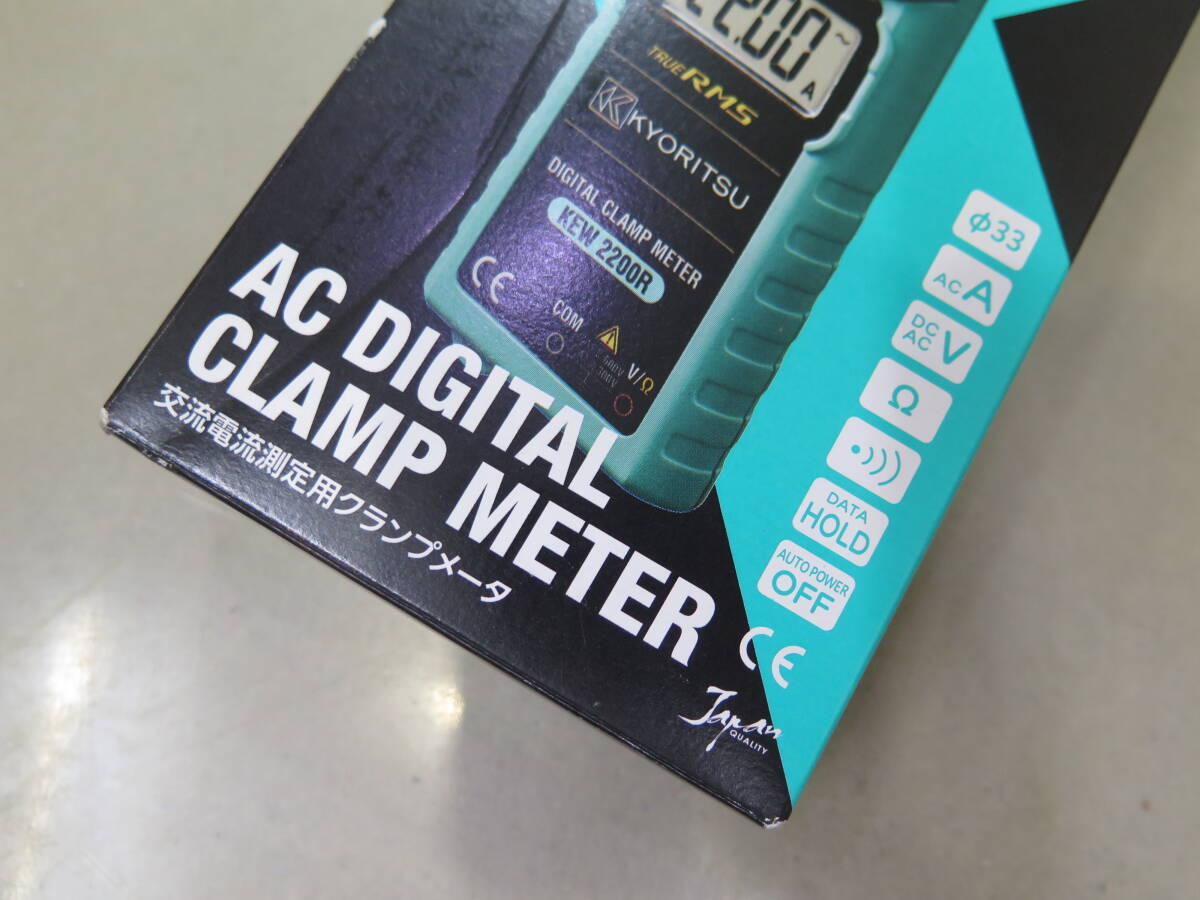 2.00
~
A
TRUE RMS
KYORITSU
DIGITAL CLAMP METER
KEW 2200R
CE
COM
V/Ω
AC DIGITAL
CLAMP METER
交流電流測定用クランプメータ
Φ33
AC A
DC
AC V
Ω
DATA
HOLD
AUTO POWER
OFF
CE
Japan
QUALITY